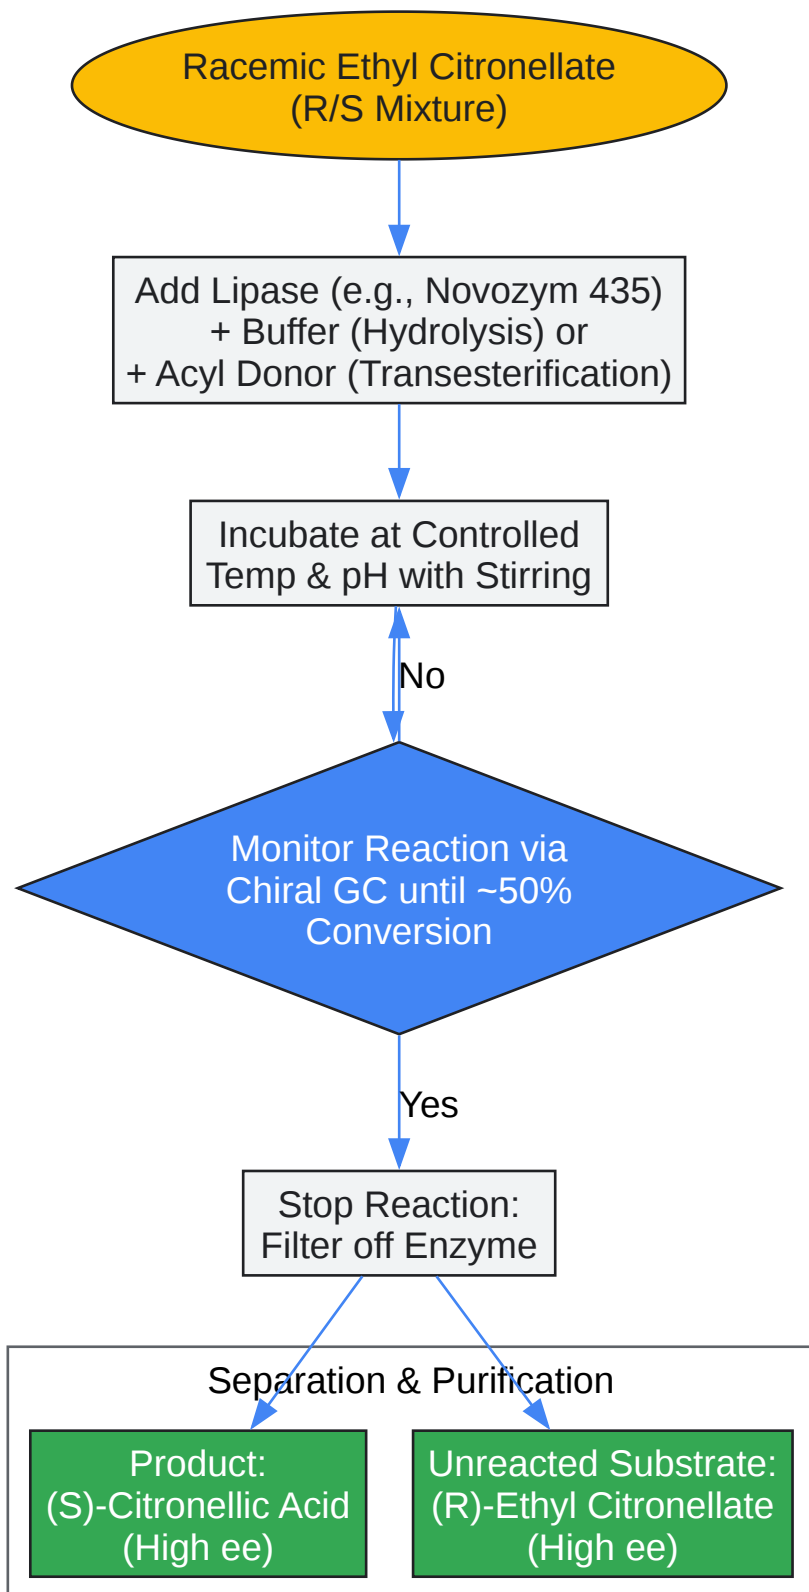 Racemic Ethyl Citronellate
(R/S Mixture)
Add Lipase (e.g., Novozym 435)
+ Buffer (Hydrolysis) or
+ Acyl Donor (Transesterification)
Incubate at Controlled
Temp & pH with Stirring
No
Monitor Reaction via
Chiral GC until ~50%
Conversion
Yes
Stop Reaction:
Filter off Enzyme
Separation & Purification
Product:
(S)-Citronellic Acid
(High ee)
Unreacted Substrate:
(R)-Ethyl Citronellate
(High ee)